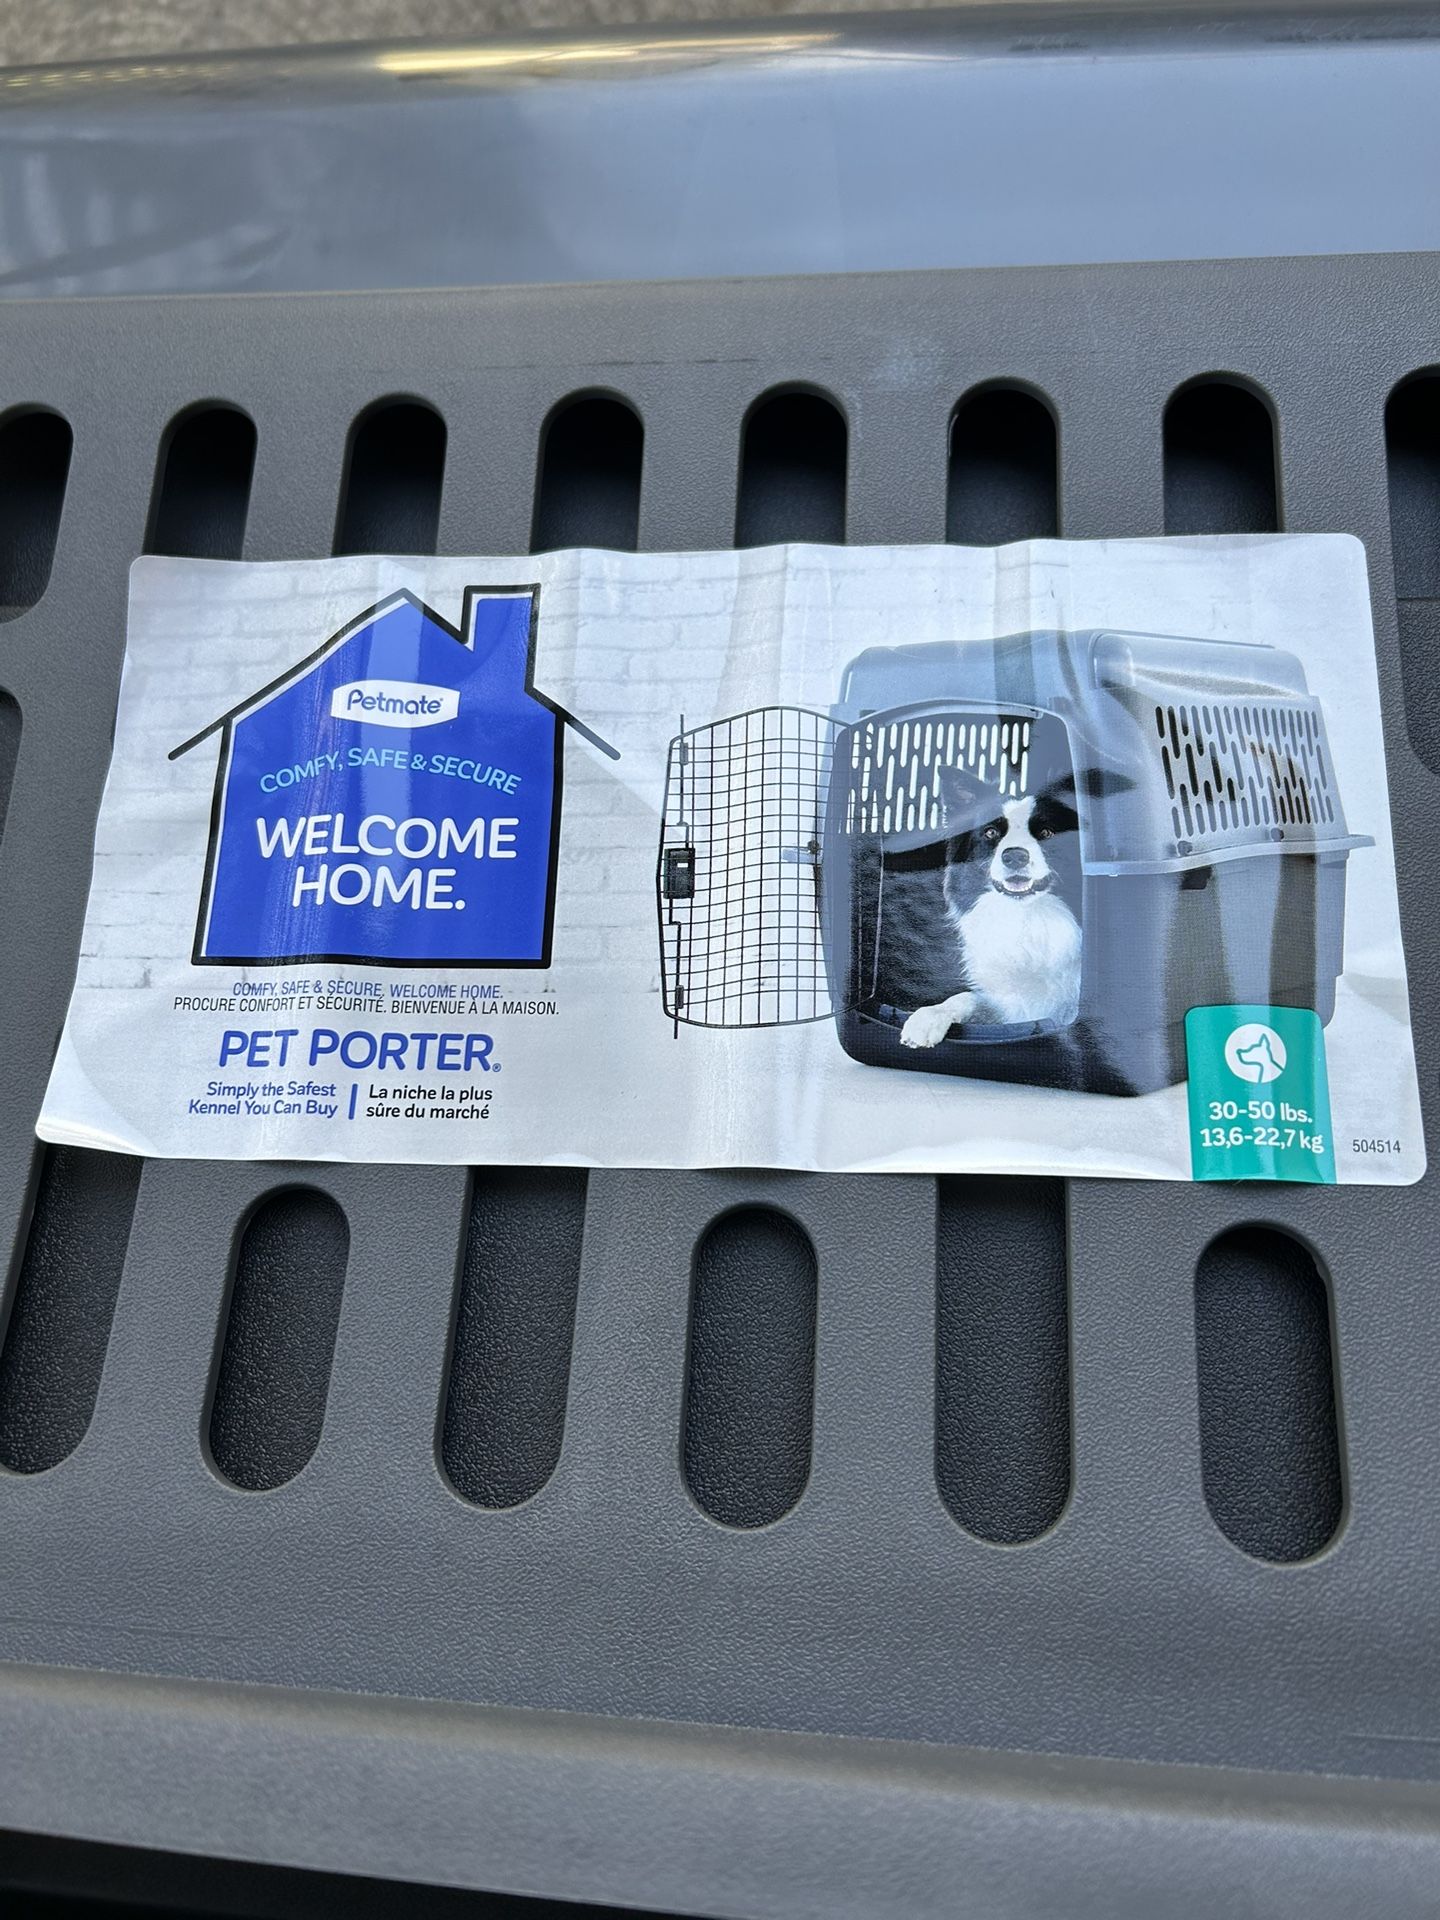 Petmate®
COMFY, SAFE & SECURE
WELCOME
HOME.
COMFY, SAFE & SECURE, WELCOME HOME.
PROCURE CONFORT ET SÉCURITÉ. BIENVENUE À LA MAISON.
PET PORTER®
Simply the Safest
Kennel You Can Buy
La niche la plus
sûre du marché
30-50 lbs.
13,6-22,7 kg
504514